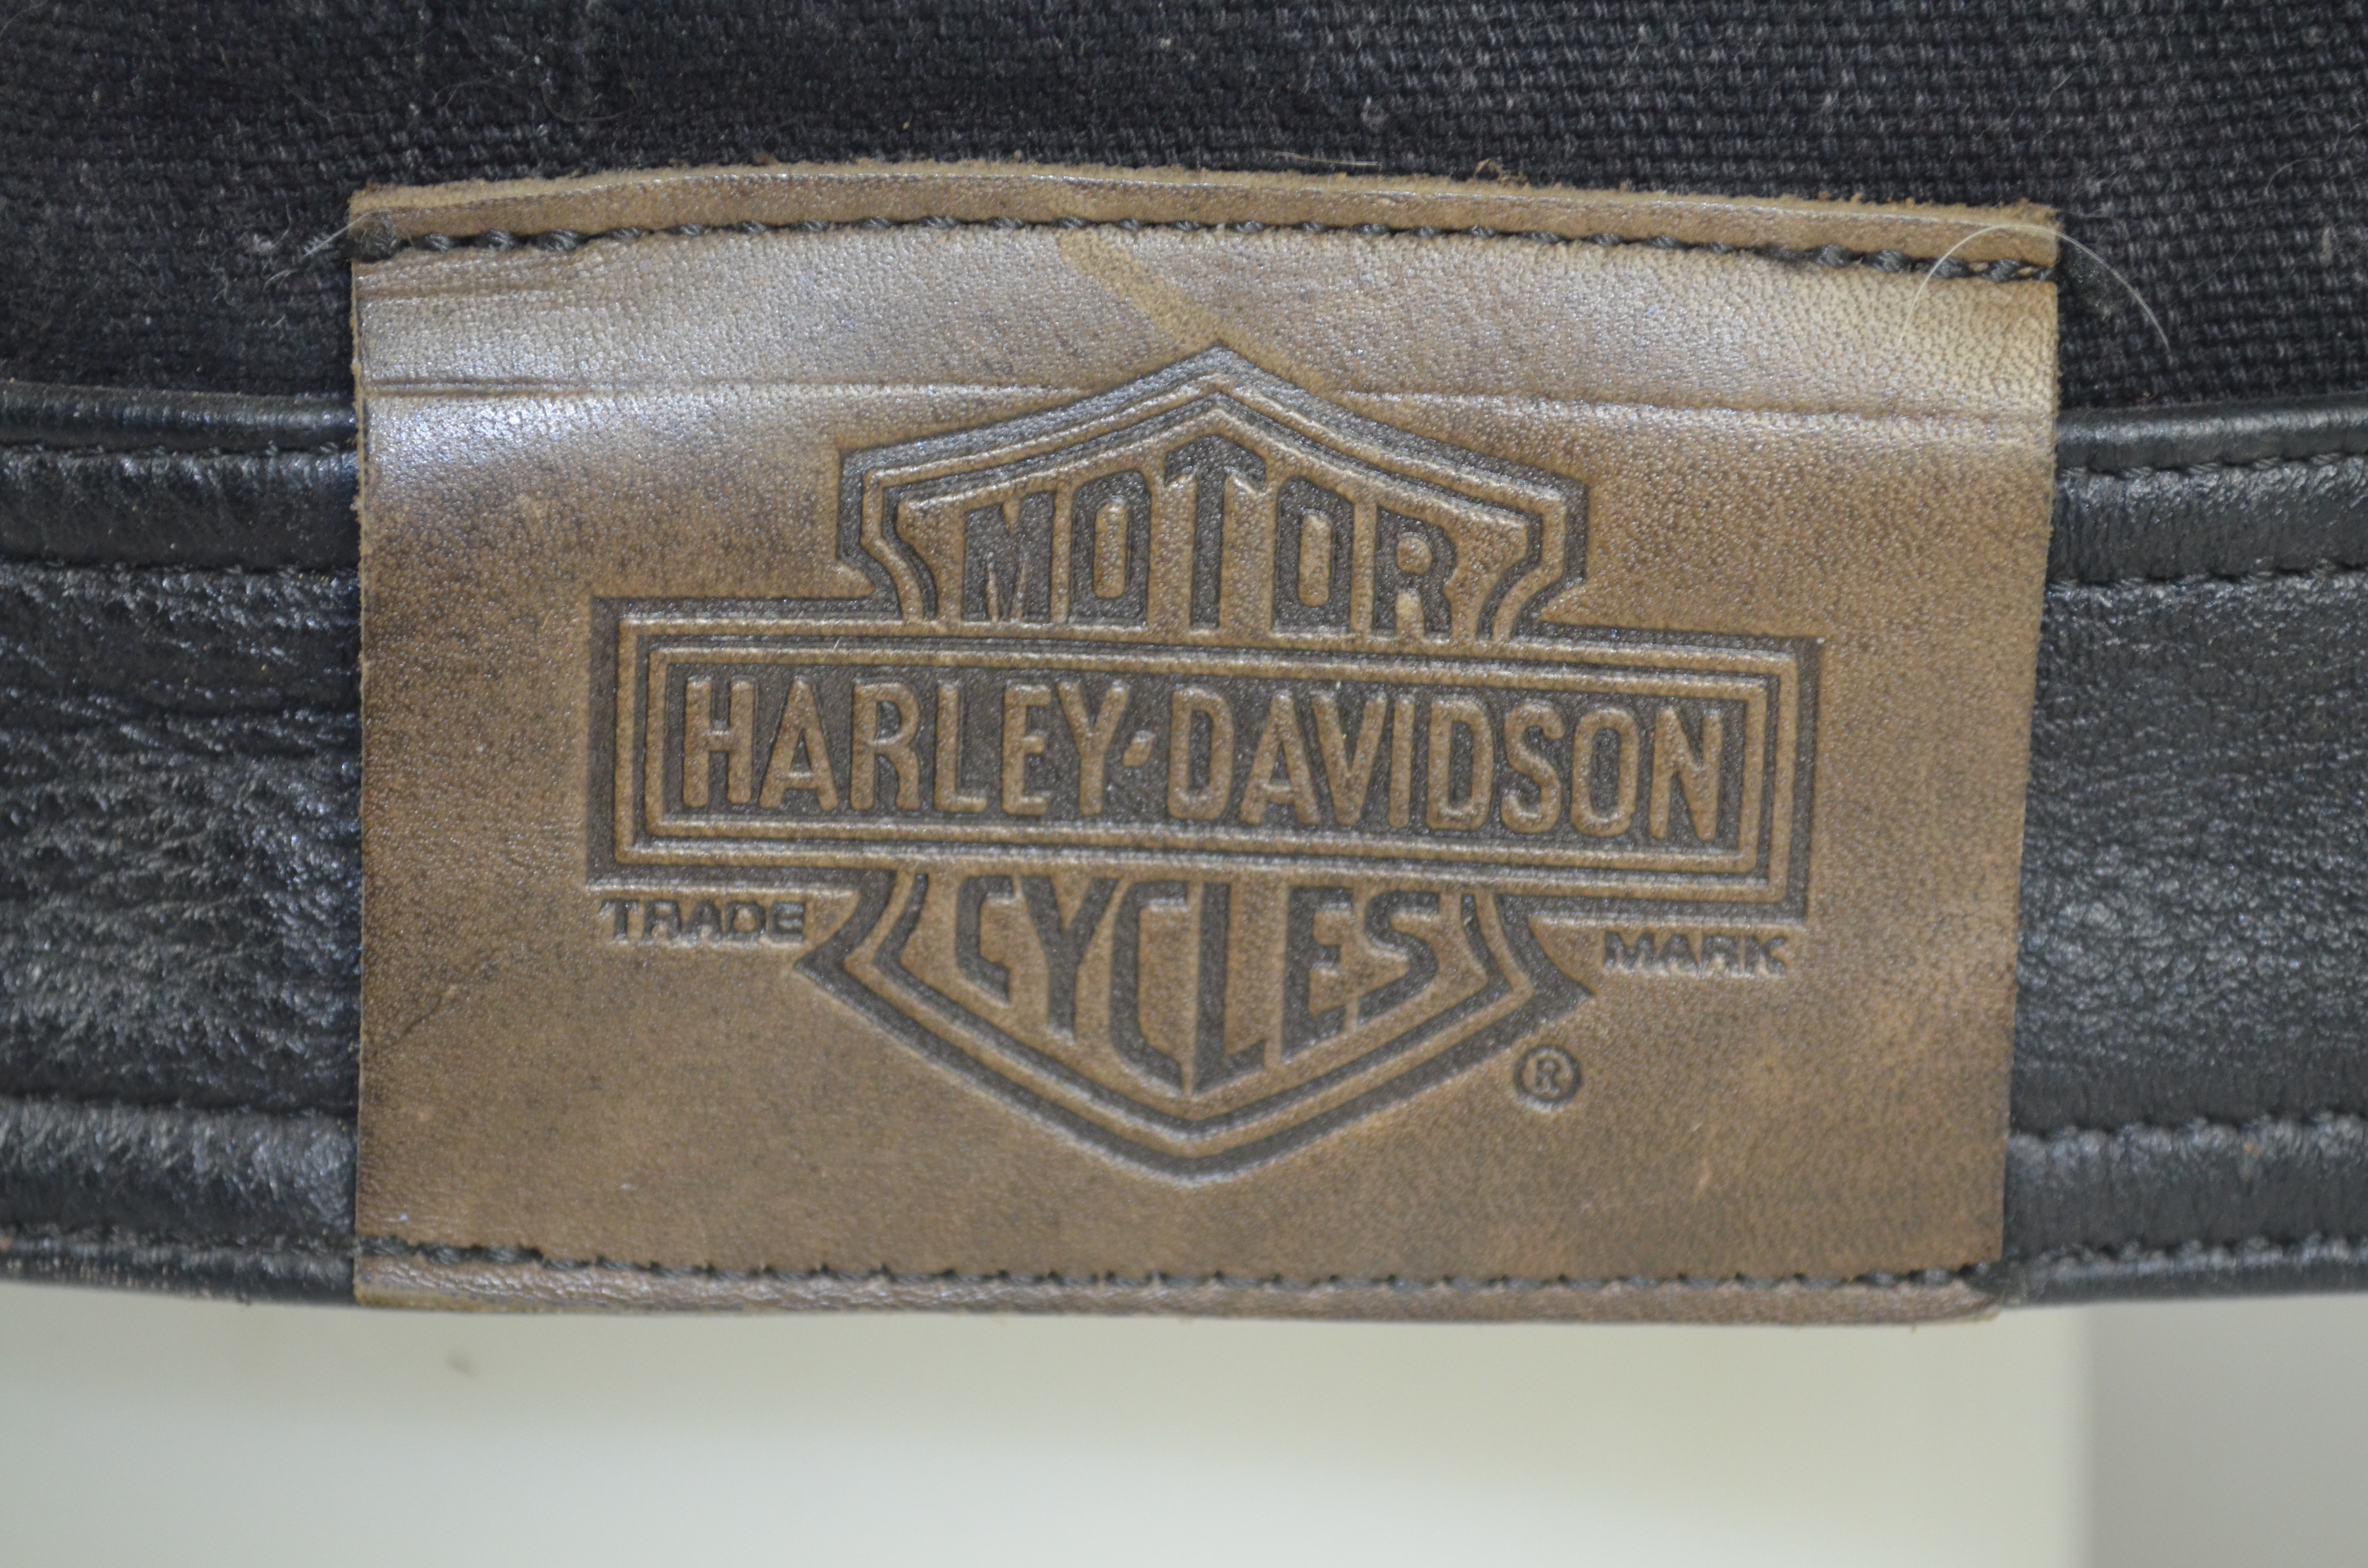 MOTOR
HARLEY-DAVIDSON
CYCLES
TRADE MARK
®